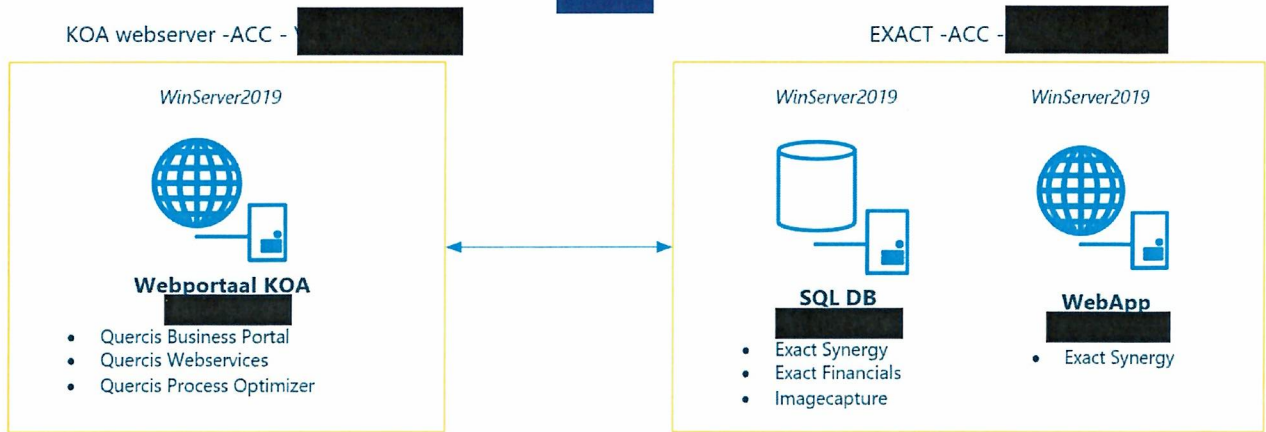 KOA webserver -ACC -
EXACT -ACC -
WinServer2019
Webportaal KOA
• Quercis Business Portal
• Quercis Webservices
• Quercis Process Optimizer
WinServer2019
SQL DB
• Exact Synergy
• Exact Financials
• Imagecapture
WinServer2019
WebApp
• Exact Synergy